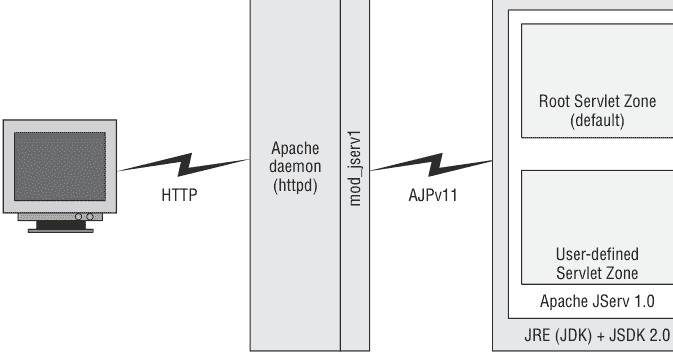 HTTP
Apache
daemon
(httpd)
mod_jserv1
AJPv11
Root Servlet Zone
(default)
User-defined
Servlet Zone
Apache JServ 1.0
JRE (JDK) + JSDK 2.0